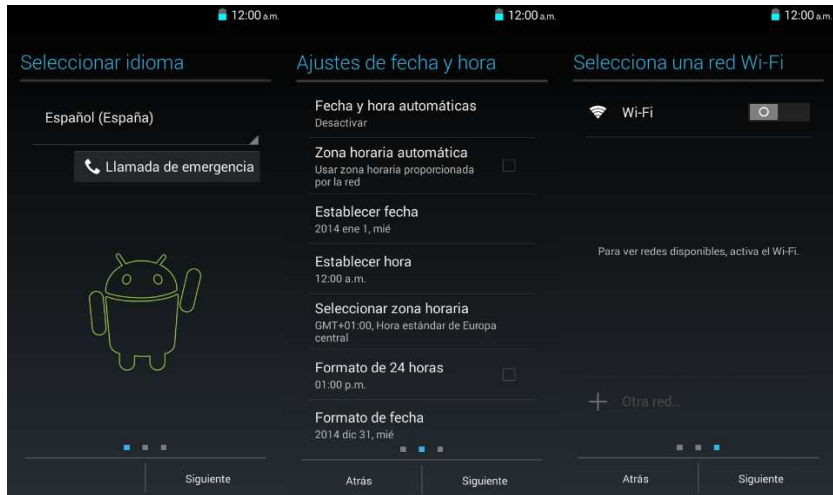 12:00 a.m.
Seleccionar idioma
Español (España)
Llamada de emergencia
Siguiente
12:00 a.m.
Ajustes de fecha y hora
Fecha y hora automáticas
Desactivar
Zona horaria automática
Usar zona horaria proporcionada
por la red
Establecer fecha
2014 ene 1, mié
Establecer hora
12:00 a.m.
Seleccionar zona horaria
GMT+01:00, Hora estándar de Europa
central
Formato de 24 horas
01:00 p.m.
Formato de fecha
2014 dic 31, mié
Atrás
Siguiente
12:00 a.m.
Selecciona una red Wi-Fi
Wi-Fi
Para ver redes disponibles, activa el Wi-Fi.
Otra red...
Atrás
Siguiente